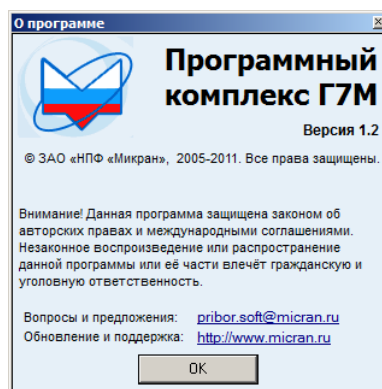 О программе
Программный
комплекс Г7М
Версия 1.2
© ЗАО «НПФ «Микран», 2005-2011. Все права защищены.
Внимание! Данная программа защищена законом об
авторских правах и международными соглашениями.
Незаконное воспроизведение или распространение
данной программы или её части влечёт гражданскую и
уголовную ответственность.
Вопросы и предложения: pribor.soft@micran.ru
Обновление и поддержка: http://www.micran.ru
OK